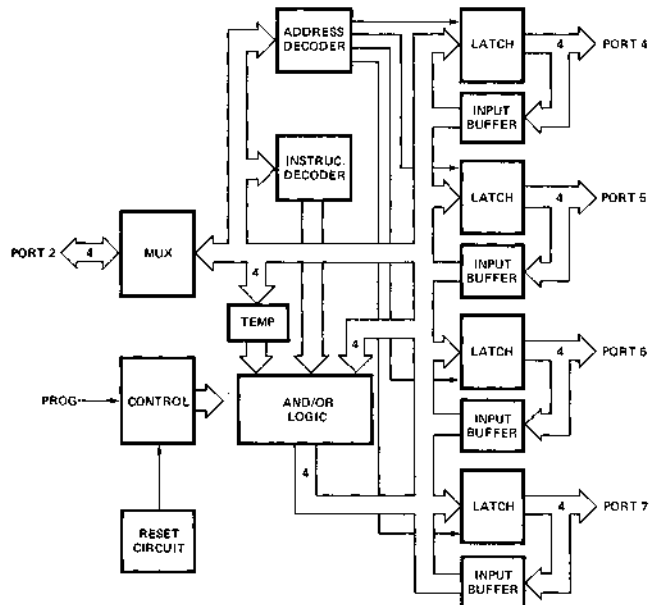 ADDRESS
DECODER
LATCH
4
PORT 4
INPUT
BUFFER
INSTRUC.
DECODER
LATCH
4
PORT 5
INPUT
BUFFER
PORT 2
4
MUX
4
TEMP
4
LATCH
4
PORT 6
PROG
CONTROL
AND/OR
LOGIC
INPUT
BUFFER
4
LATCH
4
PORT 7
RESET
CIRCUIT
INPUT
BUFFER